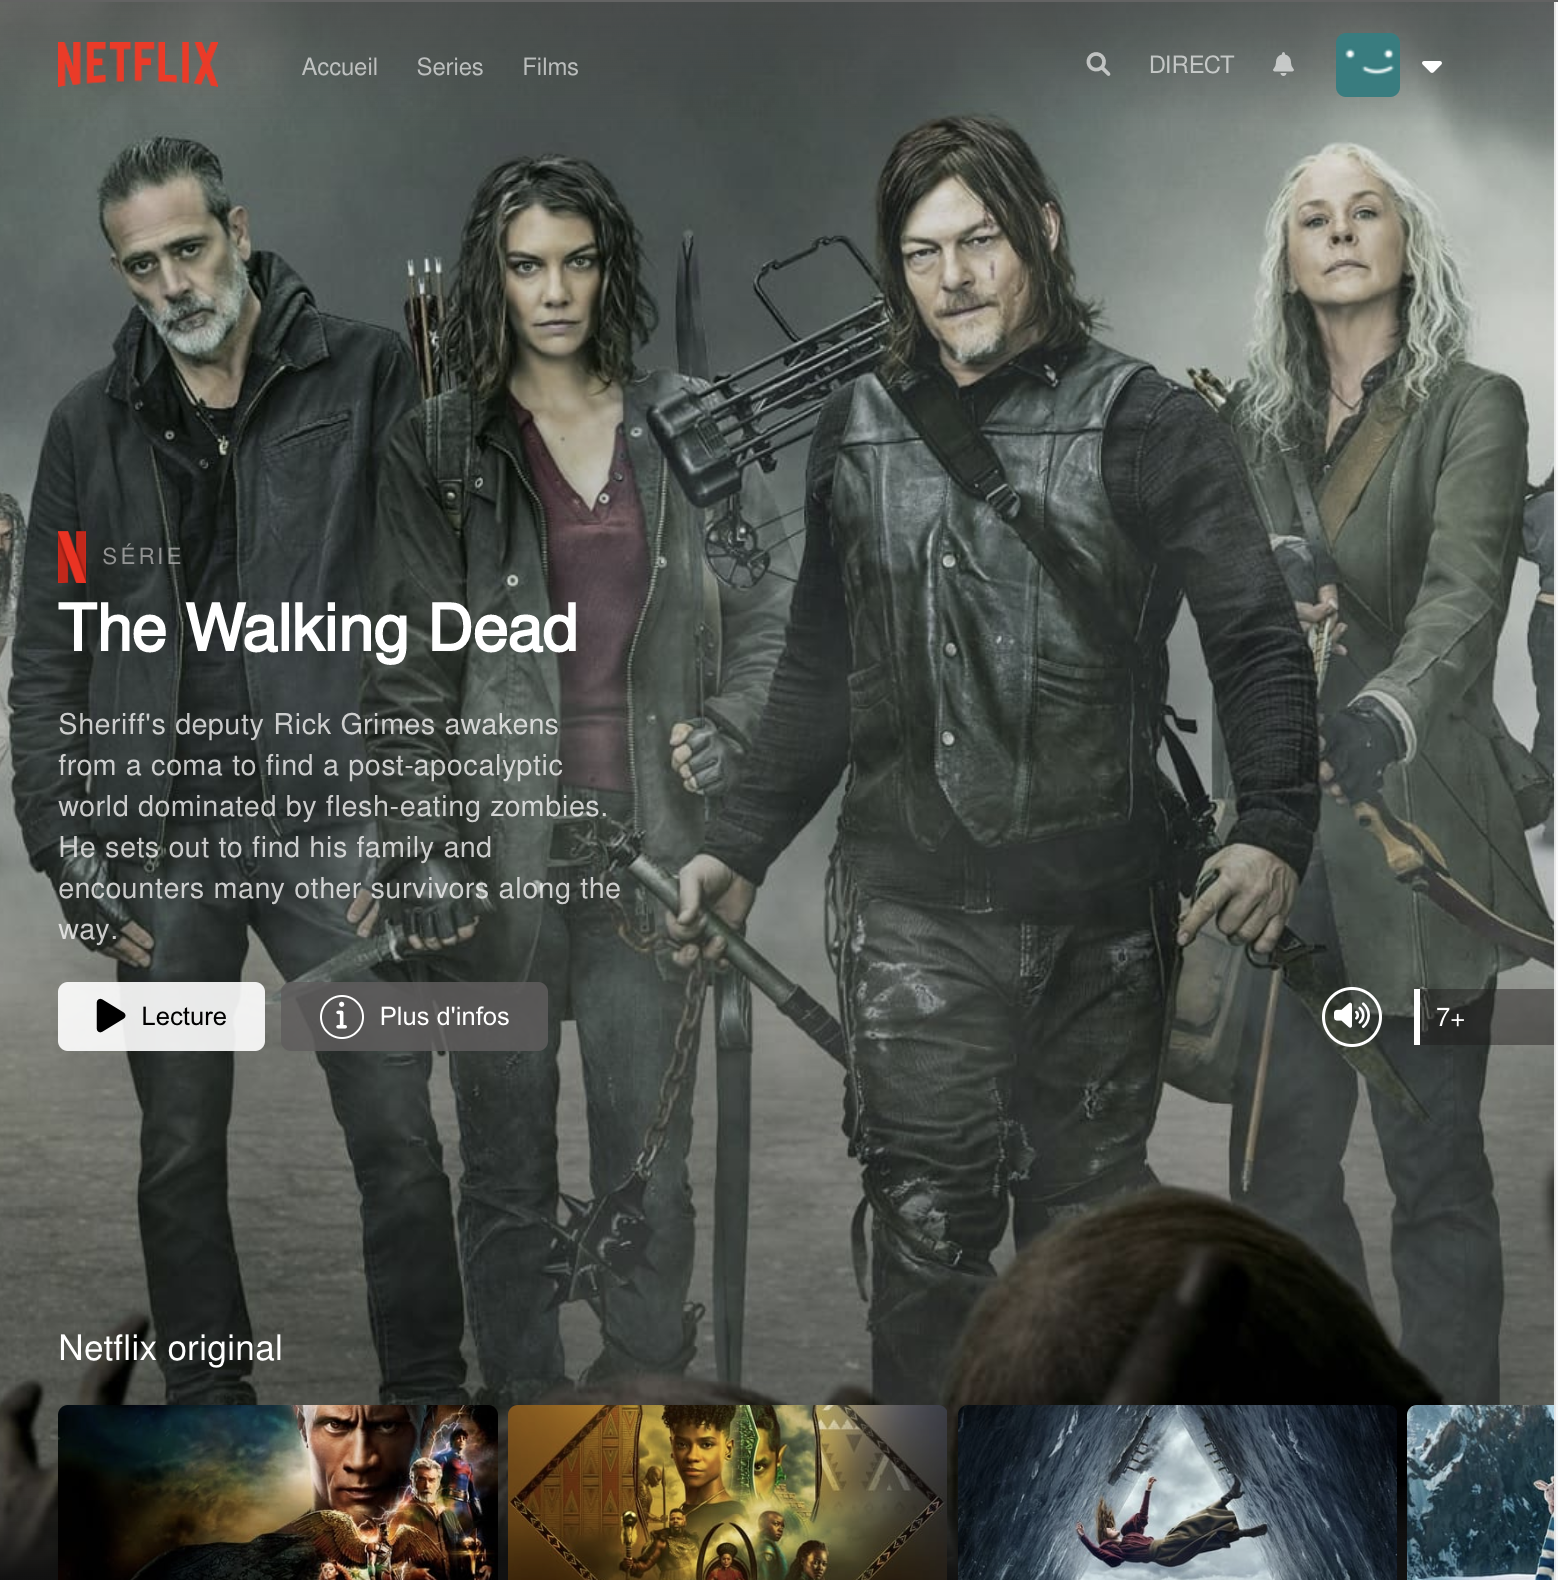 NETFLIX
Accueil Series Films
DIRECT
SÉRIE
The Walking Dead
Sheriff's deputy Rick Grimes awakens
from a coma to find a post-apocalyptic
world dominated by flesh-eating zombies.
He sets out to find his family and
encounters many other survivors along the
way.
Lecture
Plus d'infos
7+
Netflix original